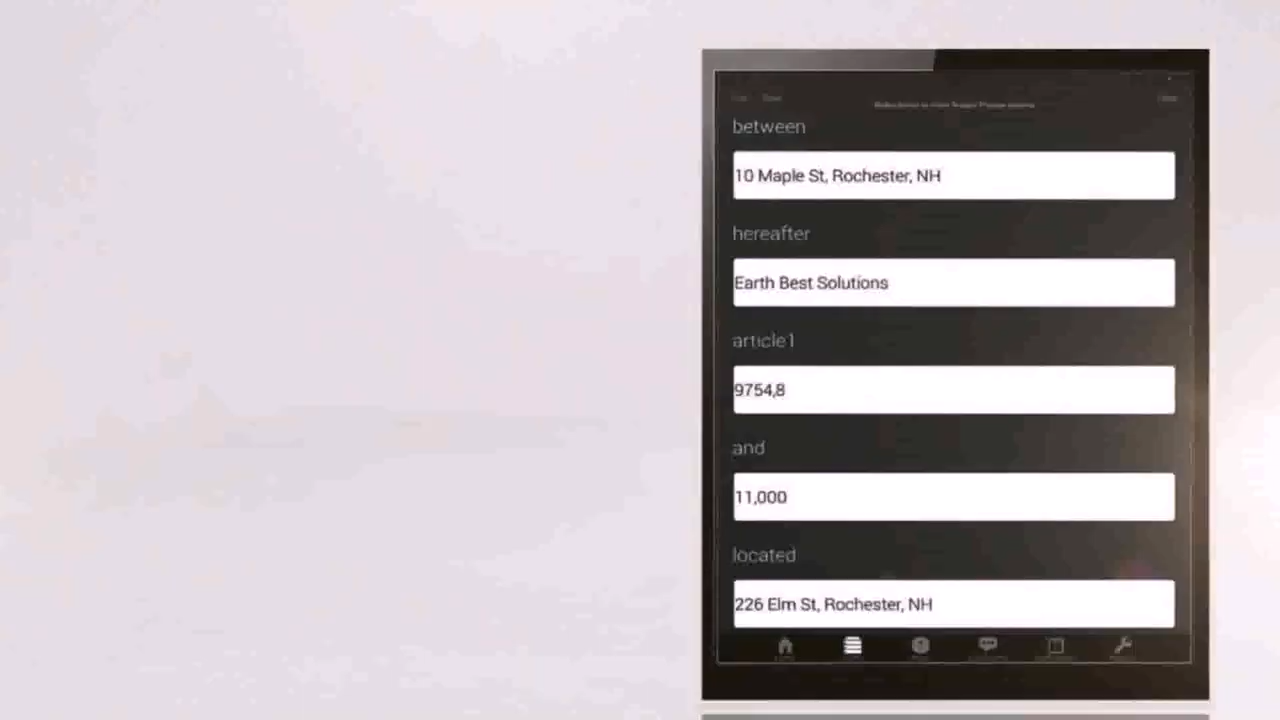 between
10 Maple St, Rochester, NH
hereafter
Earth Best Solutions
article1
9754,8
and
11,000
located
226 Elm St, Rochester, NH